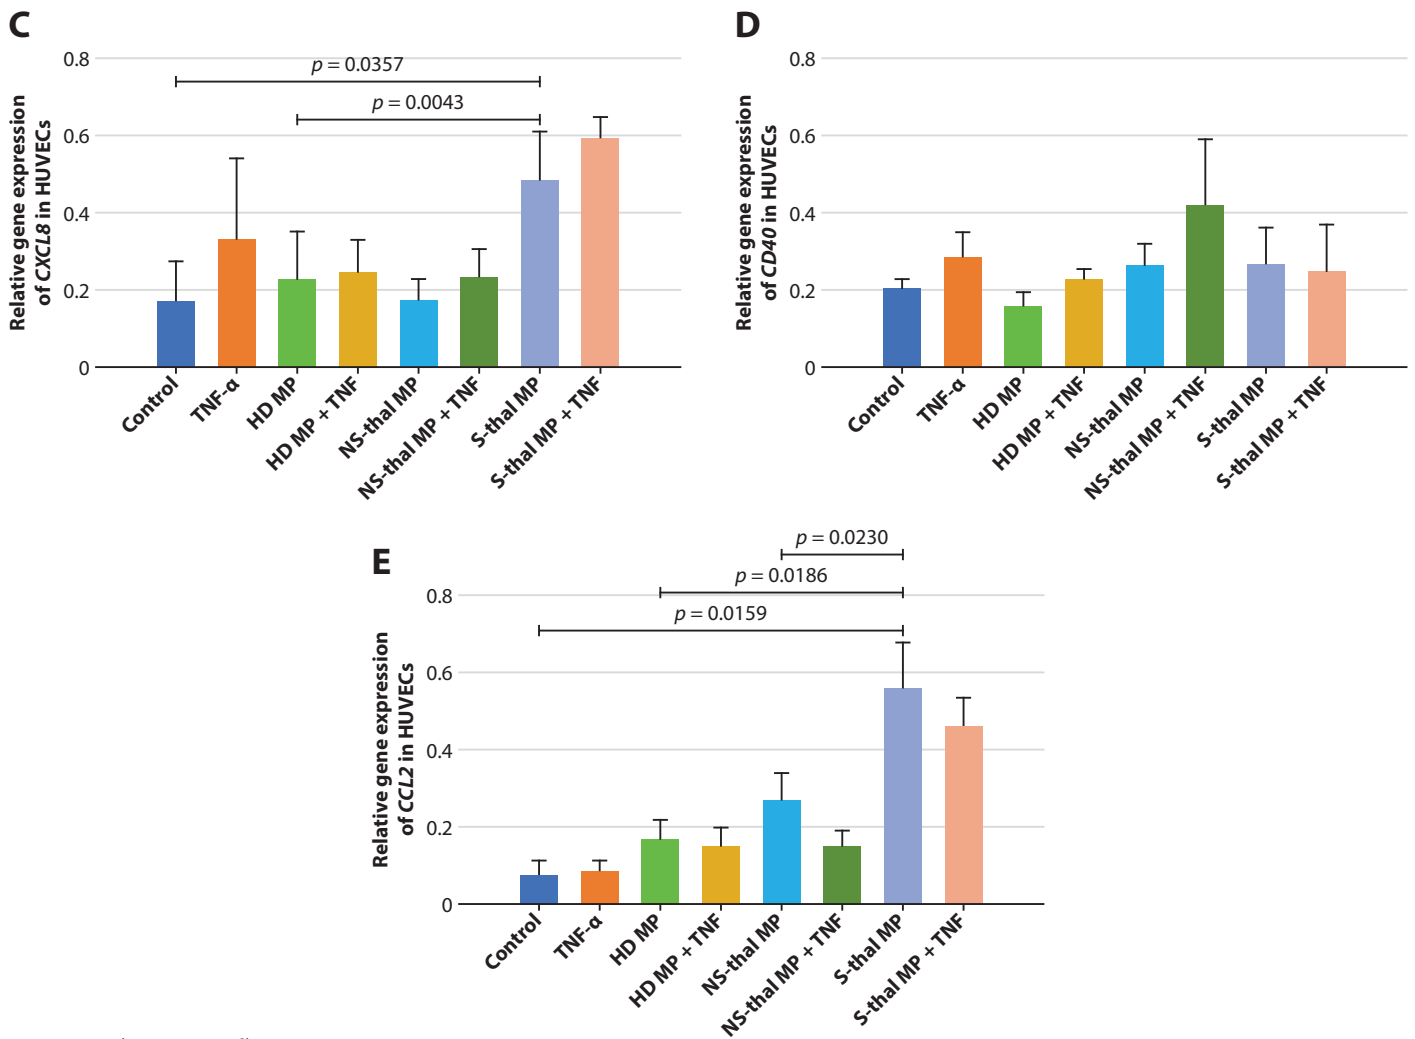 C
Relative gene expression
of CXCL8 in HUVECs
0.8
0.6
0.4
0.2
0
p = 0.0357
p = 0.0043
Control
TNF-α
HD MP
HD MP + TNF
NS-thal MP
NS-thal MP + TNF
S-thal MP
S-thal MP + TNF
D
Relative gene expression
of CD40 in HUVECs
0.8
0.6
0.4
0.2
0
Control
TNF-α
HD MP
HD MP + TNF
NS-thal MP
NS-thal MP + TNF
S-thal MP
S-thal MP + TNF
E
Relative gene expression
of CCL2 in HUVECs
0.8
0.6
0.4
0.2
0
p = 0.0230
p = 0.0186
p = 0.0159
Control
TNF-α
HD MP
HD MP + TNF
NS-thal MP
NS-thal MP + TNF
S-thal MP
S-thal MP + TNF